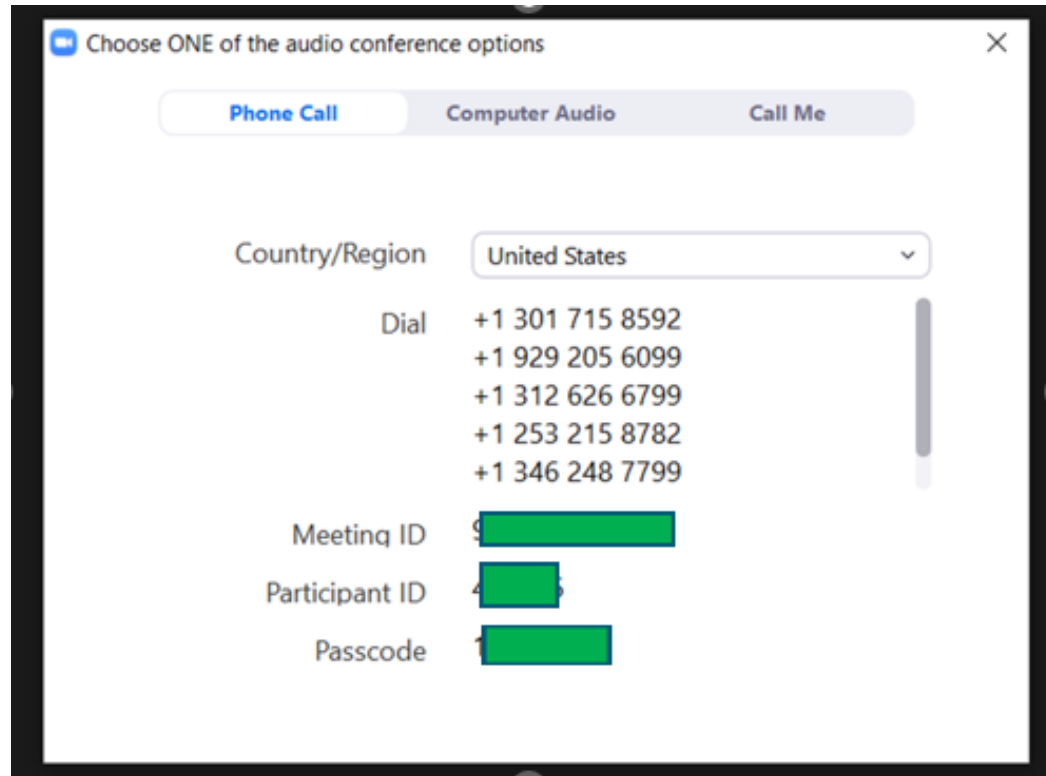 Choose ONE of the audio conference options
Phone Call Computer Audio Call Me
Country/Region United States
Dial +1 301 715 8592
+1 929 205 6099
+1 312 626 6799
+1 253 215 8782
+1 346 248 7799
Meeting ID
Participant ID
Passcode